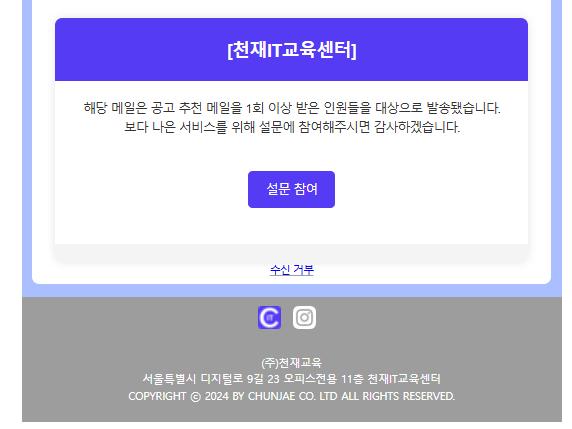 [천재IT교육센터]
해당 메일은 공고 추천 메일을 1회 이상 받은 인원들을 대상으로 발송됐습니다.
보다 나은 서비스를 위해 설문에 참여해주시면 감사하겠습니다.
설문 참여
수신 거부
IT
(주)천재교육
서울특별시 디지털로 9길 23 오피스전용 11층 천재IT교육센터
COPYRIGHT ⓒ 2024 BY CHUNJAE CO. LTD ALL RIGHTS RESERVED.